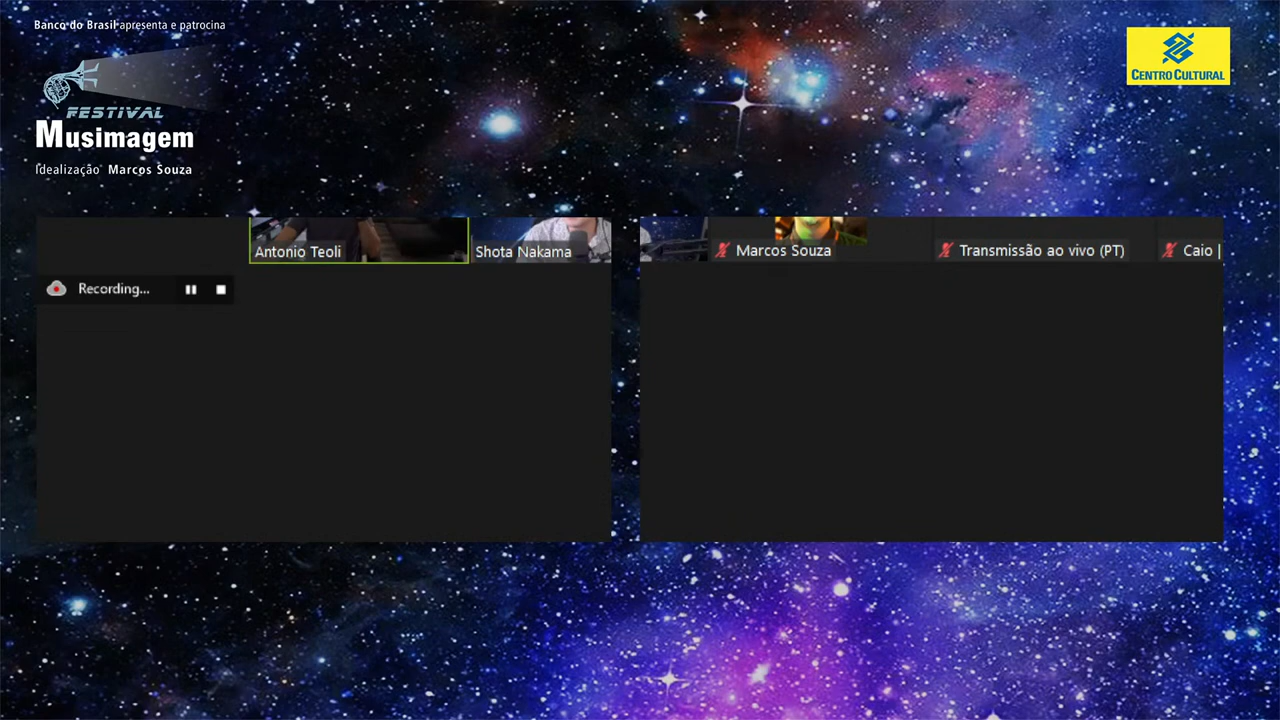 Banco do Brasil apresenta e patrocina
FESTIVAL
Musimagem
Idealização Marcos Souza
CENTRO CULTURAL
Antonio Teoli
Shota Nakama
Marcos Souza
Transmissão ao vivo (PT)
Caio |
Recording...